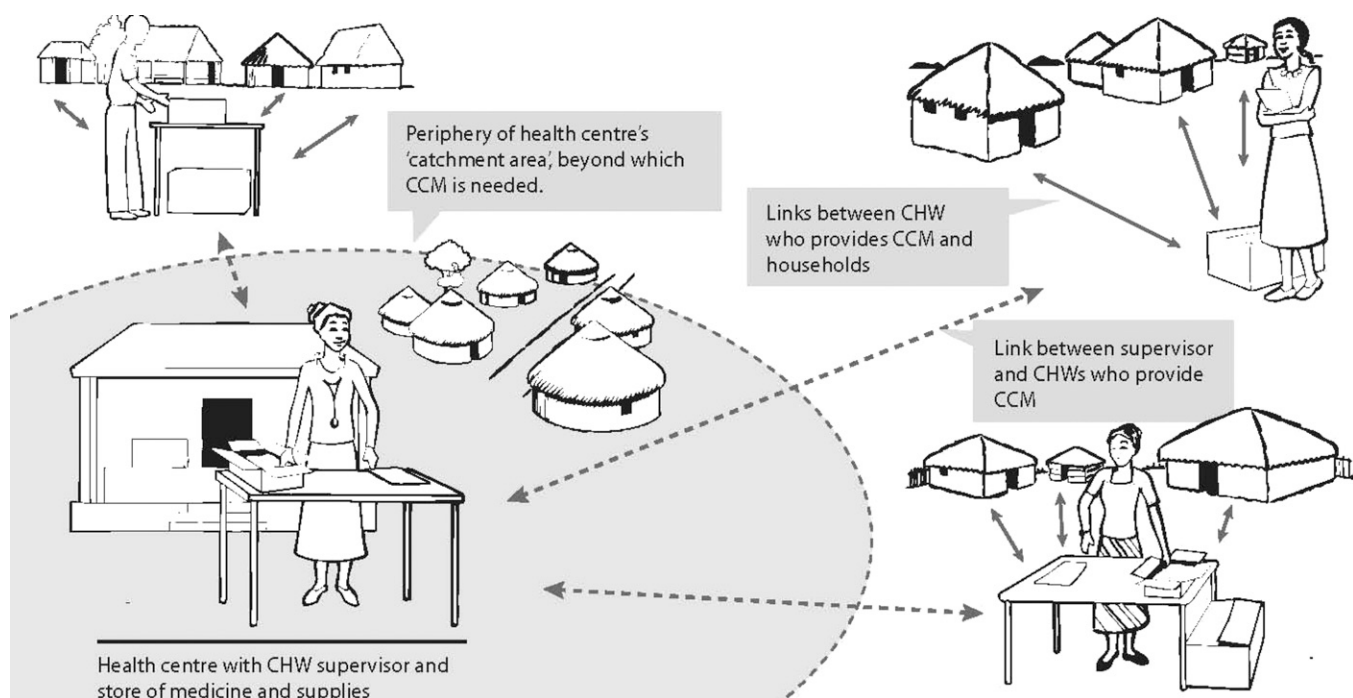 Periphery of health centre's
'catchment area', beyond which
CCM is needed.
Links between CHW
who provides CCM and
households
Link between supervisor
and CHWs who provide
CCM
Health centre with CHW supervisor and
store of medicine and supplies